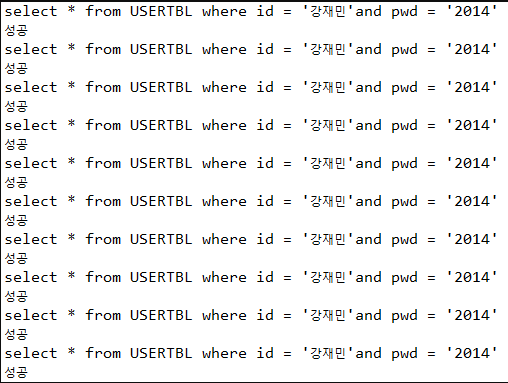 select * from USERTBL where id = '강재민'and pwd = '2014'
성공
select * from USERTBL where id = '강재민'and pwd = '2014'
성공
select * from USERTBL where id = '강재민'and pwd = '2014'
성공
select * from USERTBL where id = '강재민'and pwd = '2014'
성공
select * from USERTBL where id = '강재민'and pwd = '2014'
성공
select * from USERTBL where id = '강재민'and pwd = '2014'
성공
select * from USERTBL where id = '강재민'and pwd = '2014'
성공
select * from USERTBL where id = '강재민'and pwd = '2014'
성공
select * from USERTBL where id = '강재민'and pwd = '2014'
성공
select * from USERTBL where id = '강재민'and pwd = '2014'
성공